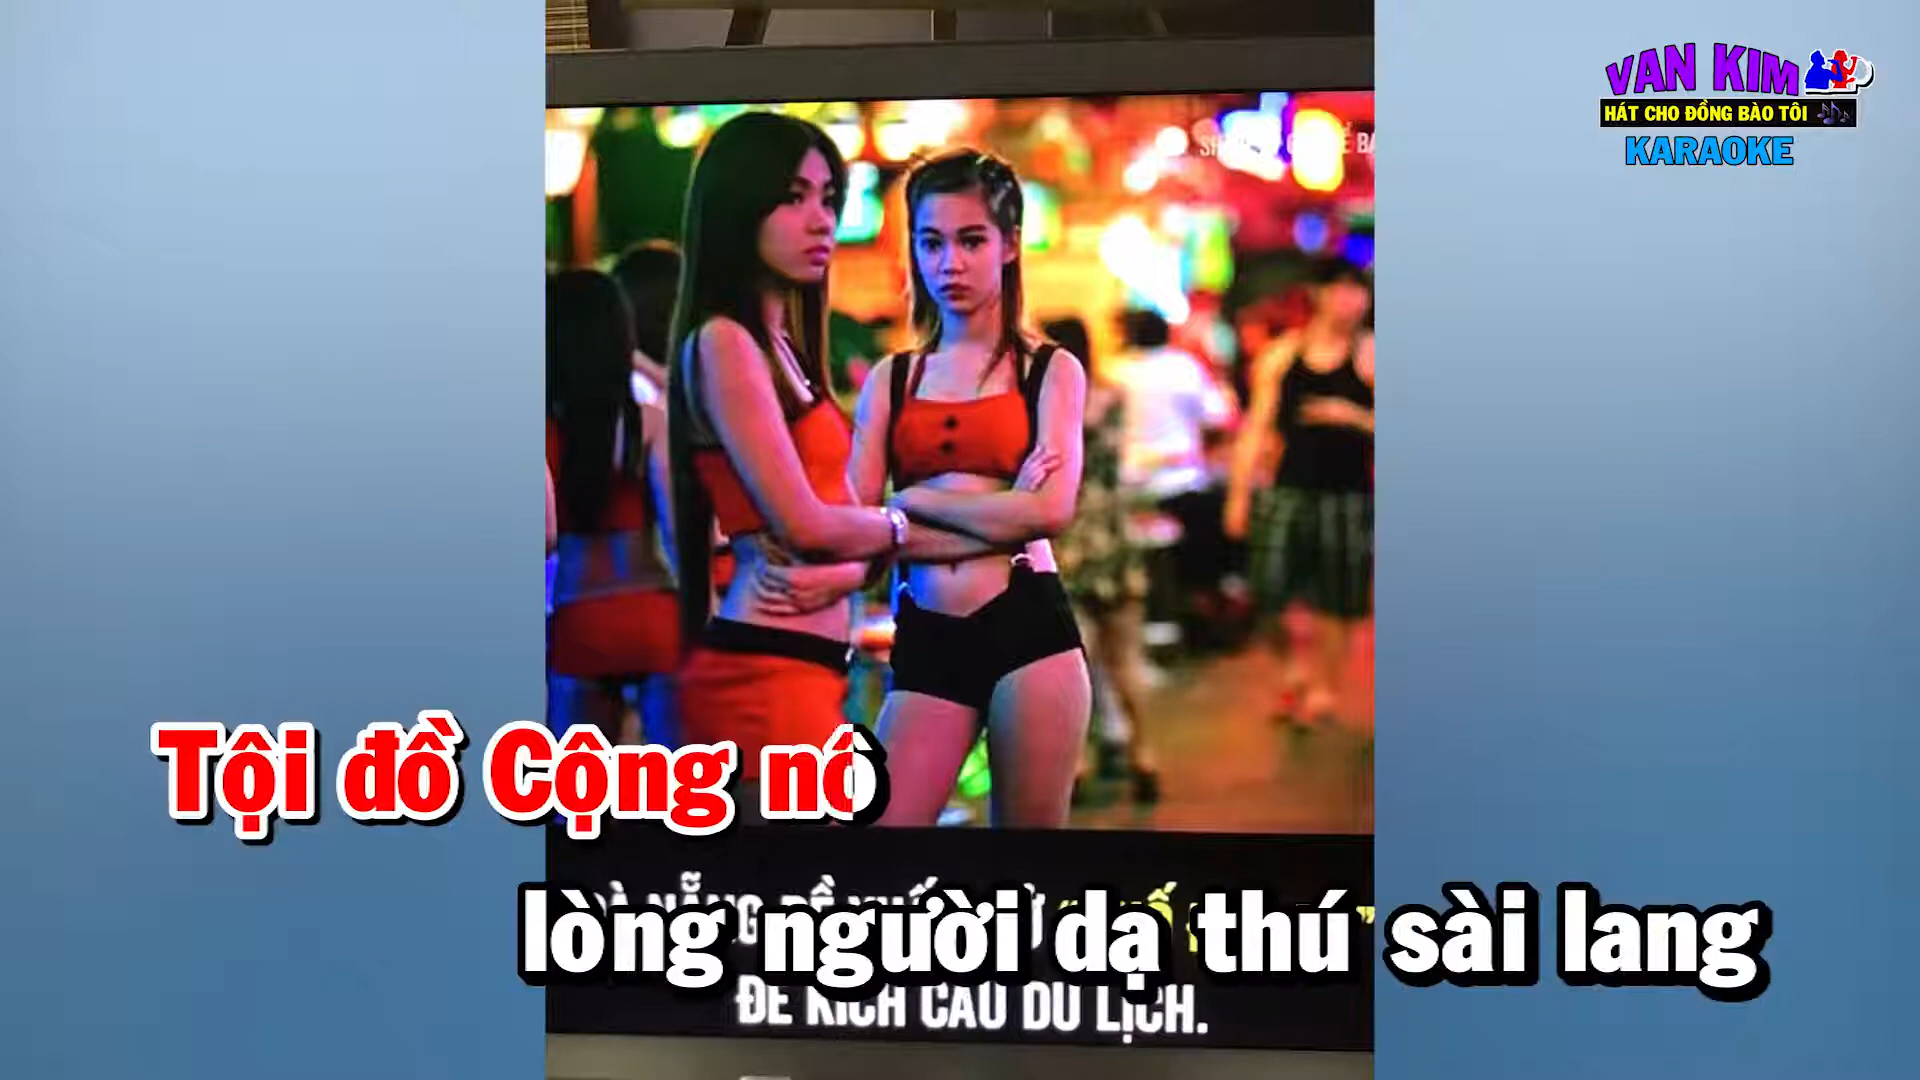 VAN KIM
HÁT CHO ĐỒNG BÀO TÔI
KARAOKE
Tội đồ Cộng nô
lòng người dạ thú sài lang
ĐỂ KÍCH CẦU DU LỊCH.